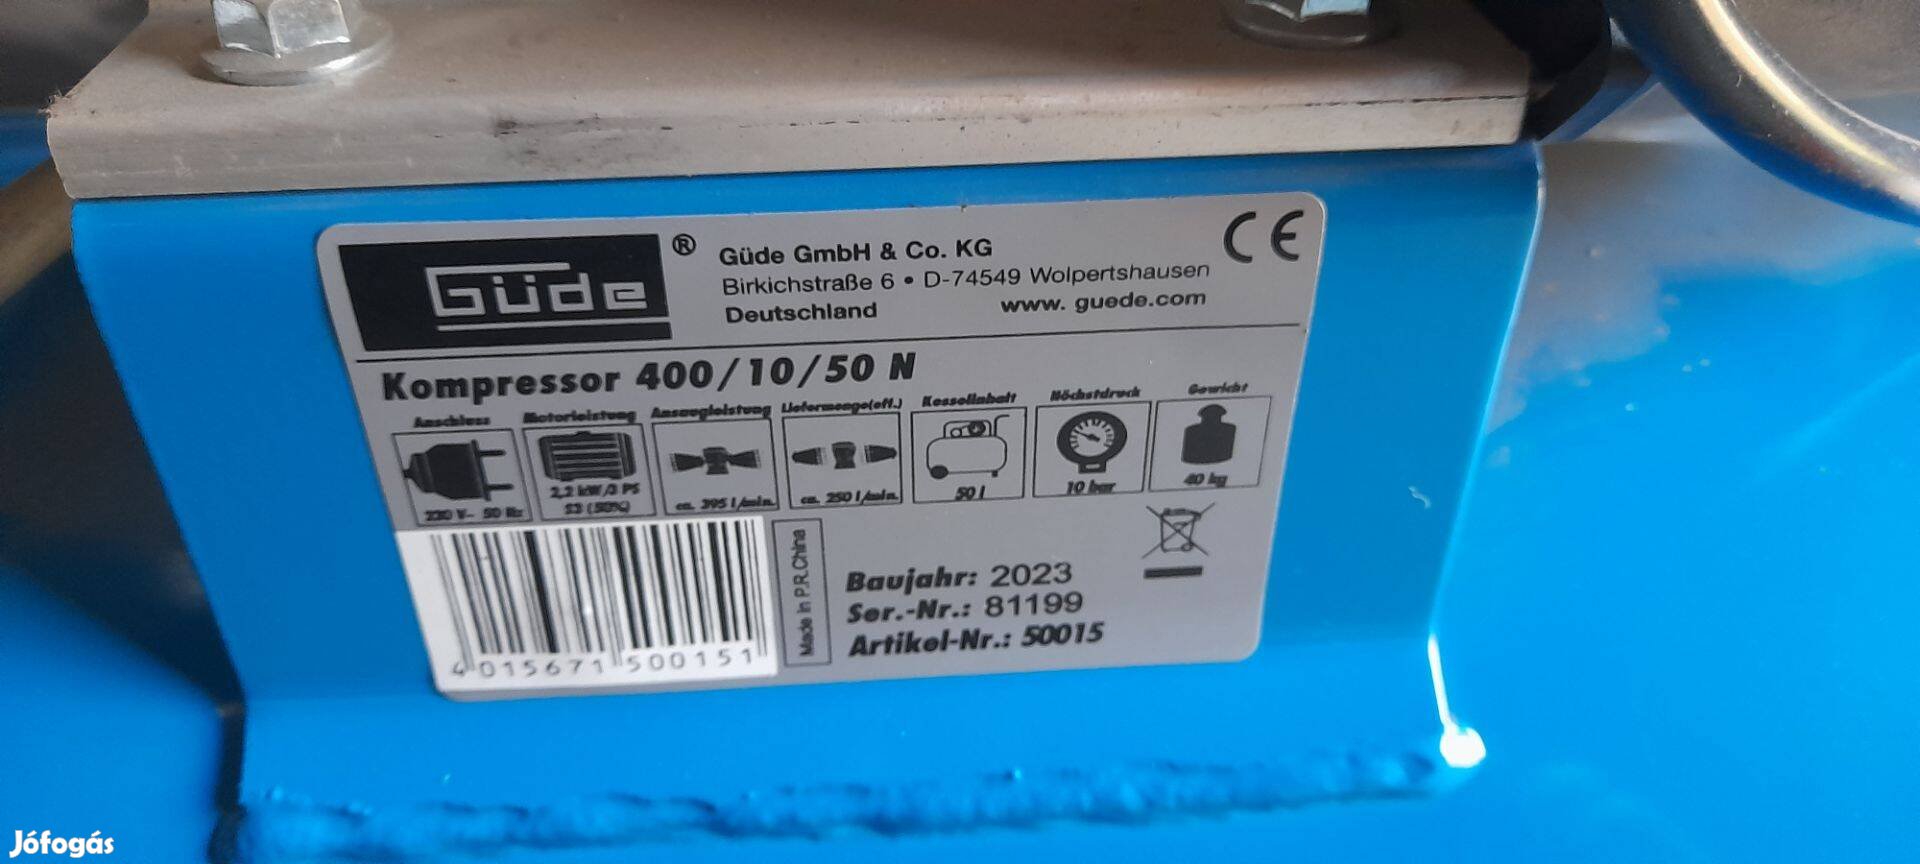 Güde ®
Güde GmbH & Co. KG
Birkichstraße 6 • D-74549 Wolpertshausen
Deutschland www. guede.com
CE
Kompressor 400/10/50 N
Anschluss Motorleistung Ansaugleistung Liefermenge(eff.) Kesselinhalt Höchstdruck Gewicht
230 V~ 50 Hz
2,2 kW/3 PS
S3 (50%)
ca. 395 l/min.
ca. 250 l/min.
50 l
10 bar
40 kg
4 015671 500151
Made in P.R.China
Baujahr: 2023
Ser.-Nr.: 81199
Artikel-Nr.: 50015
Jófogás